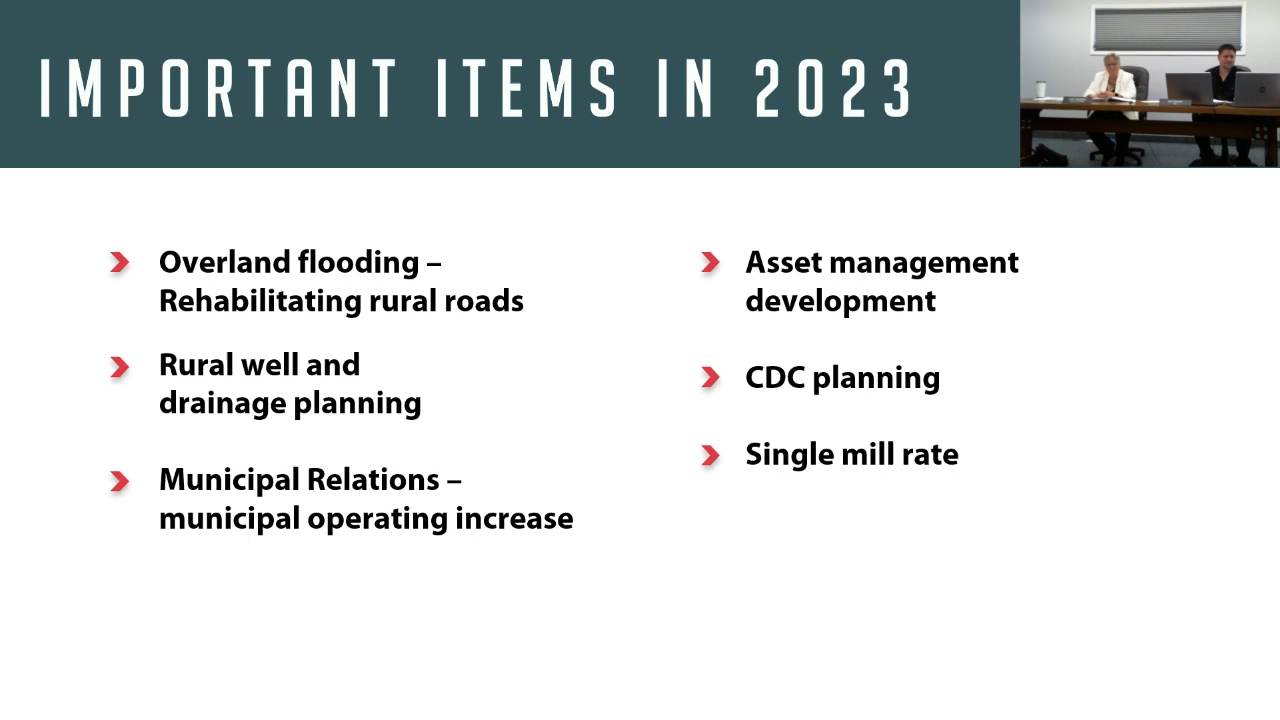 IMPORTANT ITEMS IN 2023
Overland flooding –
Rehabilitating rural roads
Rural well and
drainage planning
Municipal Relations –
municipal operating increase
Asset management
development
CDC planning
Single mill rate